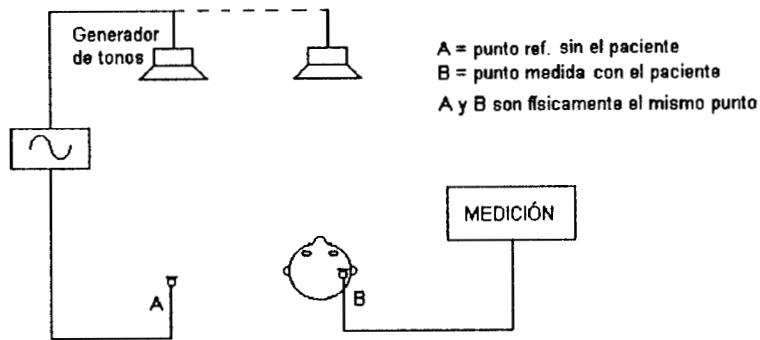 Generador
de tonos
A = punto ref. sin el paciente
B = punto medida con el paciente
A y B son físicamente el mismo punto
MEDICIÓN
A
B